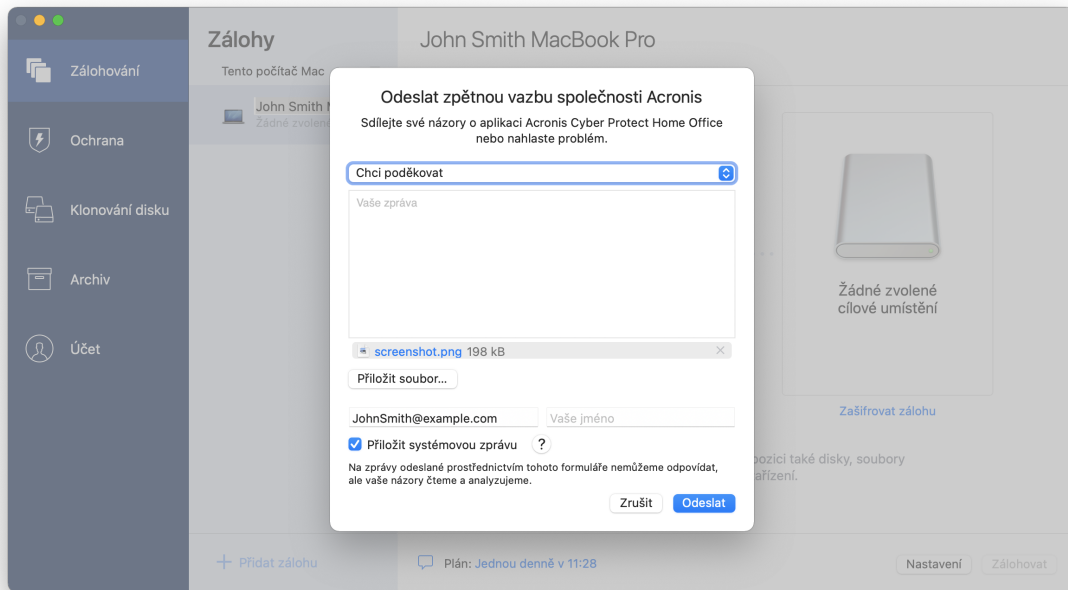 Zálohy
John Smith MacBook Pro
Zálohování
Ochrana
Klonování disku
Archiv
Účet
Tento počítač Mac
John Smith M
Žádné zvolené
Odeslat zpětnou vazbu společnosti Acronis
Sdílejte své názory o aplikaci Acronis Cyber Protect Home Office
nebo nahlaste problém.
Chci poděkovat
Vaše zpráva
screenshot.png 198 kB
Přiložit soubor...
JohnSmith@example.com
Vaše jméno
Přiložit systémovou zprávu ?
Na zprávy odeslané prostřednictvím tohoto formuláře nemůžeme odpovídat,
ale vaše názory čteme a analyzujeme.
Zrušit
Odeslat
Žádné zvolené
cílové umístění
Zašifrovat zálohu
pozici také disky, soubory
ařízení.
Přidat zálohu
Plán: Jednou denně v 11:28
Nastavení
Zálohovat